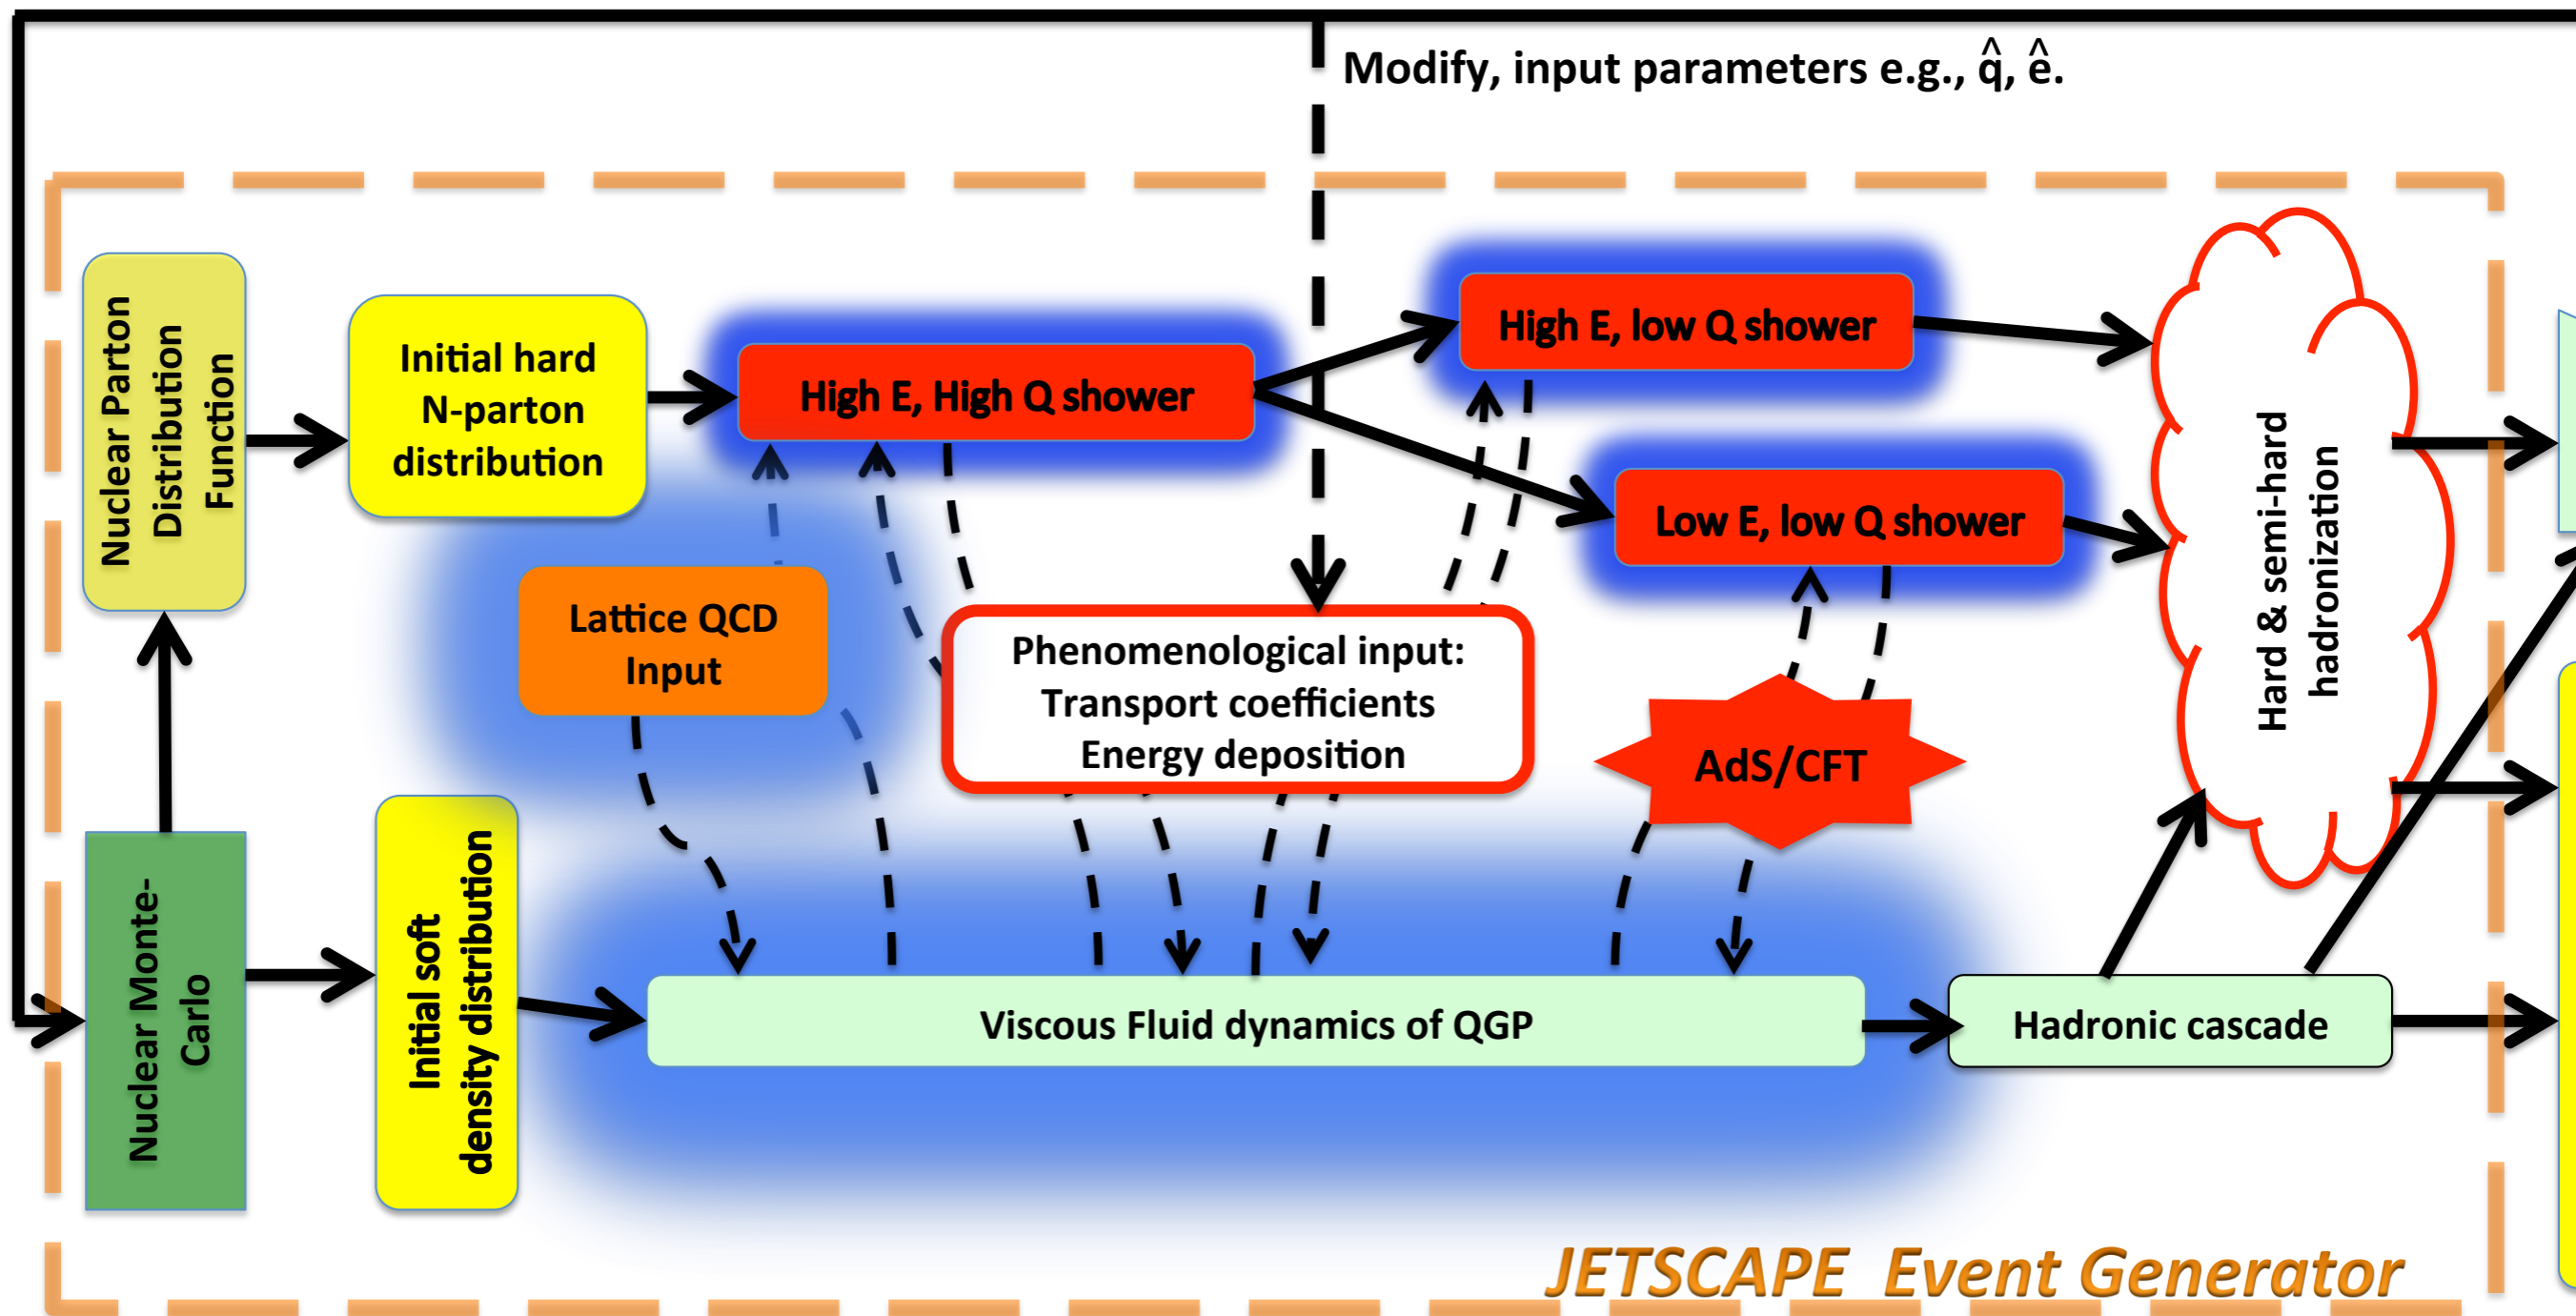 Modify, input parameters e.g., q̂, ê.
Nuclear Parton
Distribution
Function
Initial hard
N-parton
distribution
High E, High Q shower
High E, low Q shower
Low E, low Q shower
Hard & semi-hard
hadronization
Lattice QCD
Input
Phenomenological input:
Transport coefficients
Energy deposition
AdS/CFT
Nuclear Monte-
Carlo
Initial soft
density distribution
Viscous Fluid dynamics of QGP
Hadronic cascade
JETSCAPE Event Generator